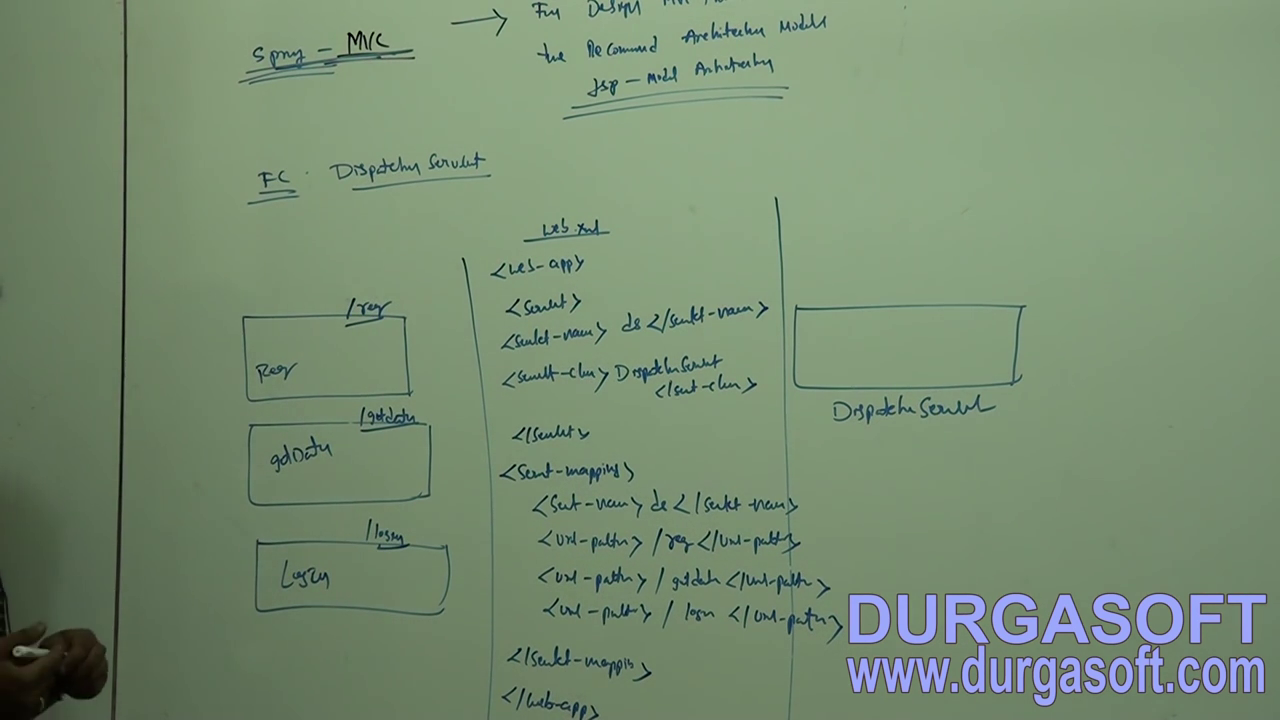 Spring - MVC
For Design MVC
the Recommend Architecture Models
Jsp - Model Architecture
FC. Dispatcher Servlet
web.xml
<web-app>
<servlet>
<servlet-name> ds </servlet-name>
<servlet-class> DispatcherServlet
</servlet-class>
</servlet>
<servlet-mapping>
<servlet-name> ds </servlet-name>
<url-pattern> /reg </url-pattern>
<url-pattern> /getdata </url-pattern>
<url-pattern> /login </url-pattern>
</servlet-mapping>
</web-app>
/reg
Reg
/getdata
getData
/login
Login
DispatcherServlet
DURGASOFT
www.durgasoft.com